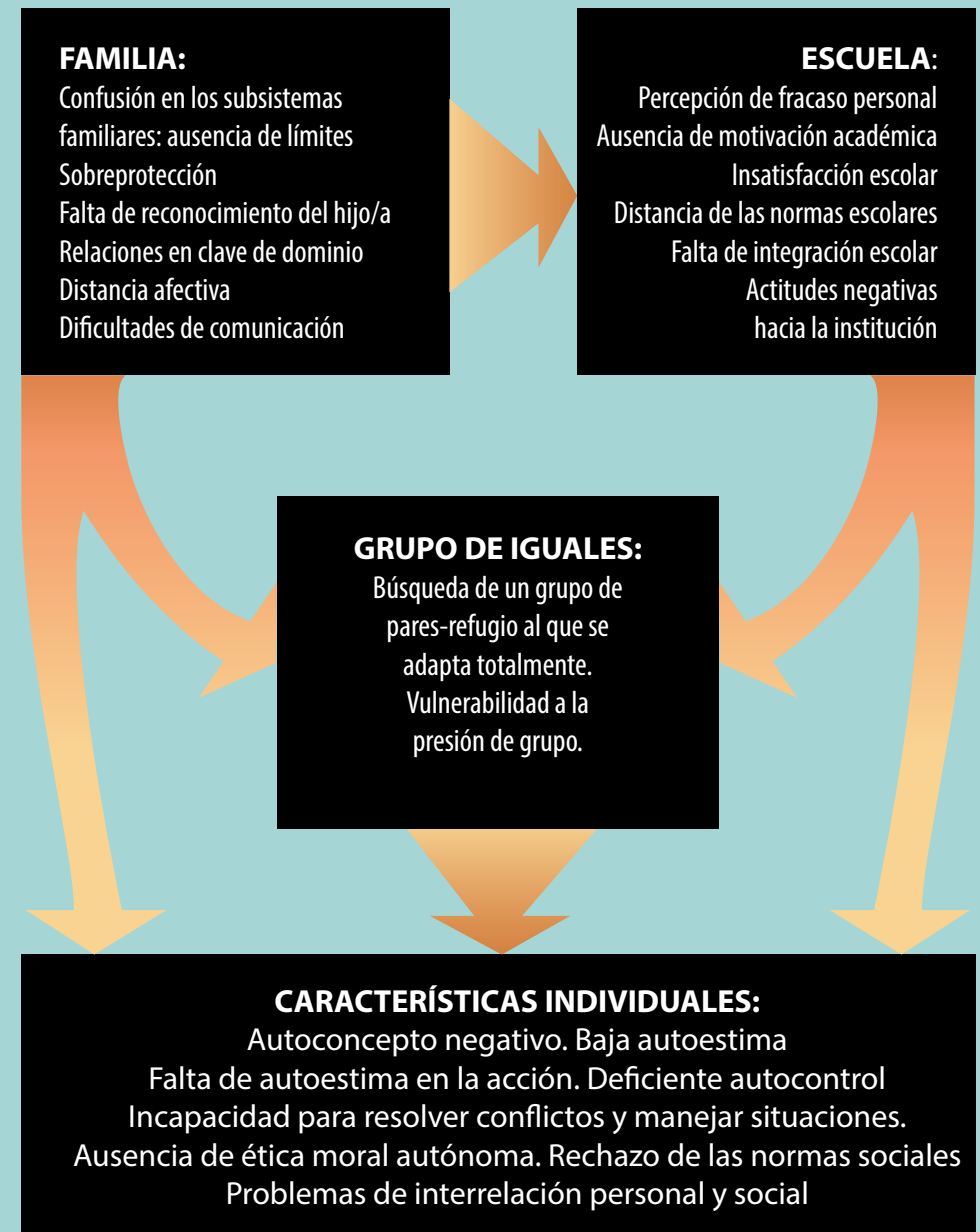 FAMILIA:
Confusión en los subsistemas
familiares: ausencia de límites
Sobreprotección
Falta de reconocimiento del hijo/a
Relaciones en clave de dominio
Distancia afectiva
Dificultades de comunicación
ESCUELA:
Percepción de fracaso personal
Ausencia de motivación académica
Insatisfacción escolar
Distancia de las normas escolares
Falta de integración escolar
Actitudes negativas
hacia la institución
GRUPO DE IGUALES:
Búsqueda de un grupo de
pares-refugio al que se
adapta totalmente.
Vulnerabilidad a la
presión de grupo.
CARACTERÍSTICAS INDIVIDUALES:
Autoconcepto negativo. Baja autoestima
Falta de autoestima en la acción. Deficiente autocontrol
Incapacidad para resolver conflictos y manejar situaciones.
Ausencia de ética moral autónoma. Rechazo de las normas sociales
Problemas de interrelación personal y social